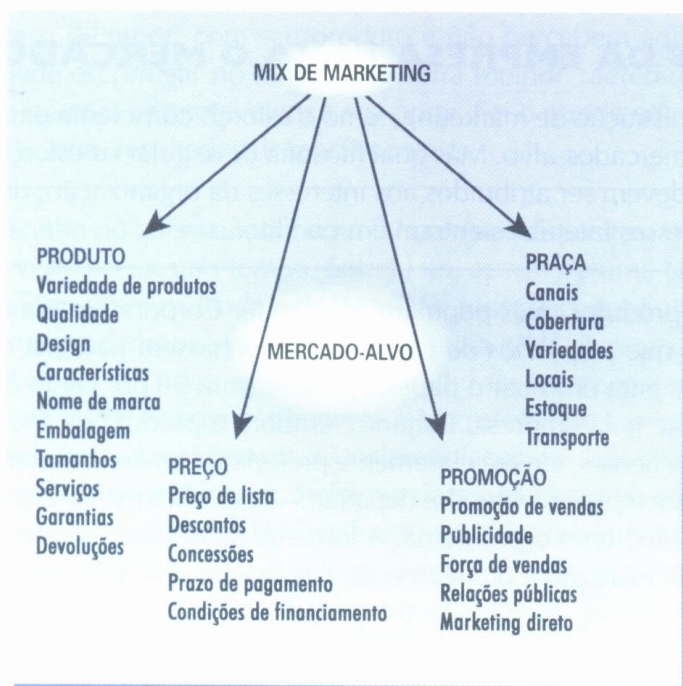 MIX DE MARKETING
PRODUTO
Variedade de produtos
Qualidade
Design
Características
Nome de marca
Embalagem
Tamanhos
Serviços
Garantias
Devoluções
PREÇO
Preço de lista
Descontos
Concessões
Prazo de pagamento
Condições de financiamento
MERCADO-ALVO
PROMOÇÃO
Promoção de vendas
Publicidade
Força de vendas
Relações públicas
Marketing direto
PRAÇA
Canais
Cobertura
Variedades
Locais
Estoque
Transporte